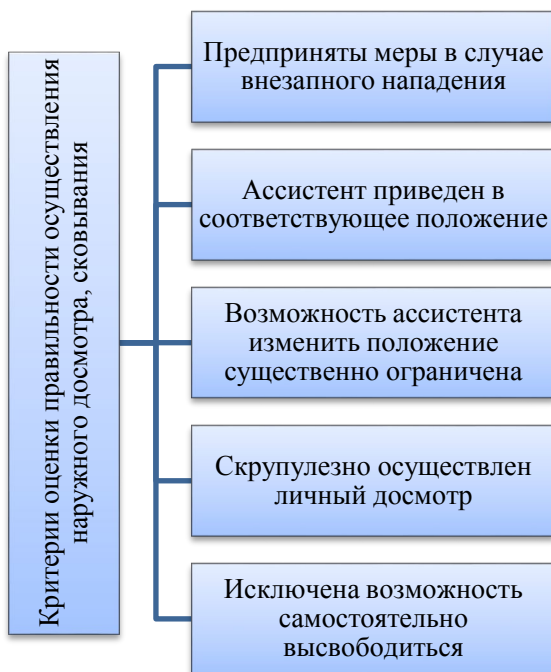 Критерии оценки правильности осуществления
наружного досмотра, сковывания
Предприняты меры в случае
внезапного нападения
Ассистент приведен в
соответствующее положение
Возможность ассистента
изменить положение
существенно ограничена
Скрупулезно осуществлен
личный досмотр
Исключена возможность
самостоятельно
высвободиться